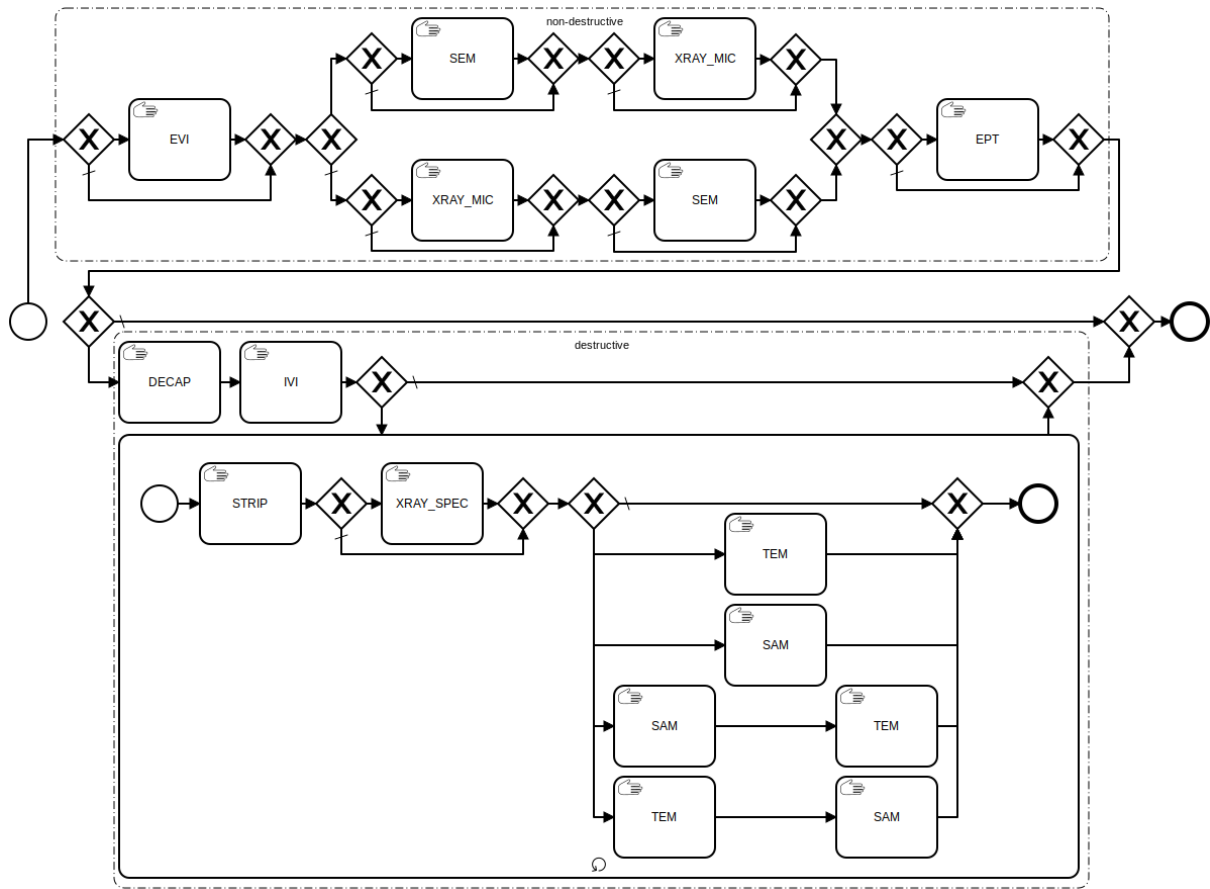 non-destructive
SEM
XRAY_MIC
EVI
EPT
XRAY_MIC
SEM
destructive
DECAP
IVI
STRIP
XRAY_SPEC
TEM
SAM
SAM
TEM
TEM
SAM